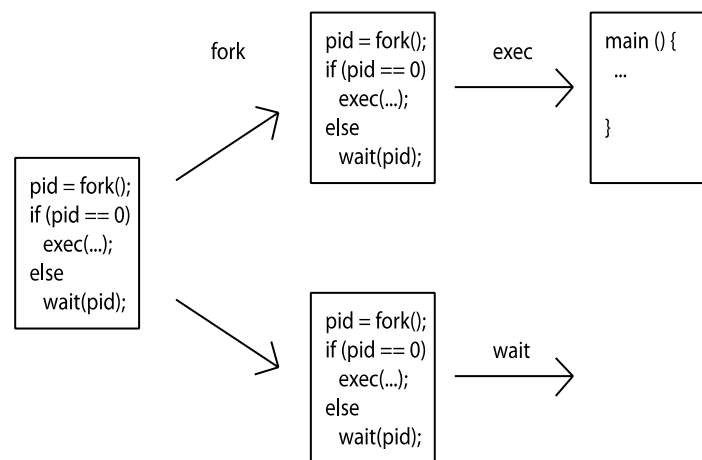 fork
pid = fork();
if (pid == 0)
exec(...);
else
wait(pid);
exec
main () {
...
}
pid = fork();
if (pid == 0)
exec(...);
else
wait(pid);
pid = fork();
if (pid == 0)
exec(...);
else
wait(pid);
wait